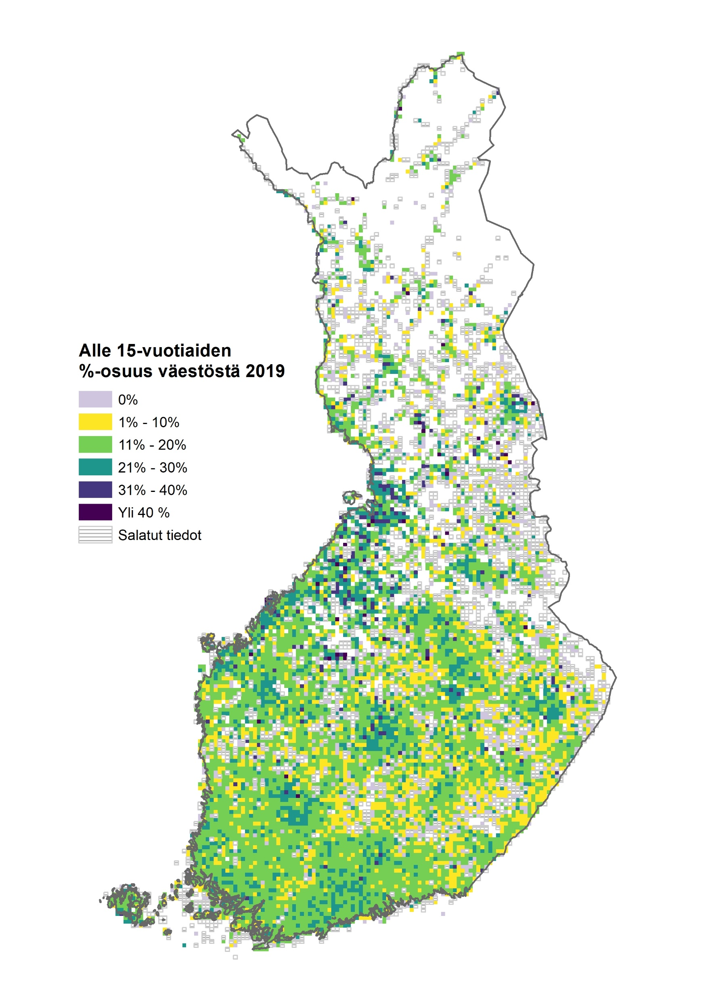 Alle 15-vuotiaiden
%-osuus väestöstä 2019
0%
1% - 10%
11% - 20%
21% - 30%
31% - 40%
Yli 40 %
Salatut tiedot